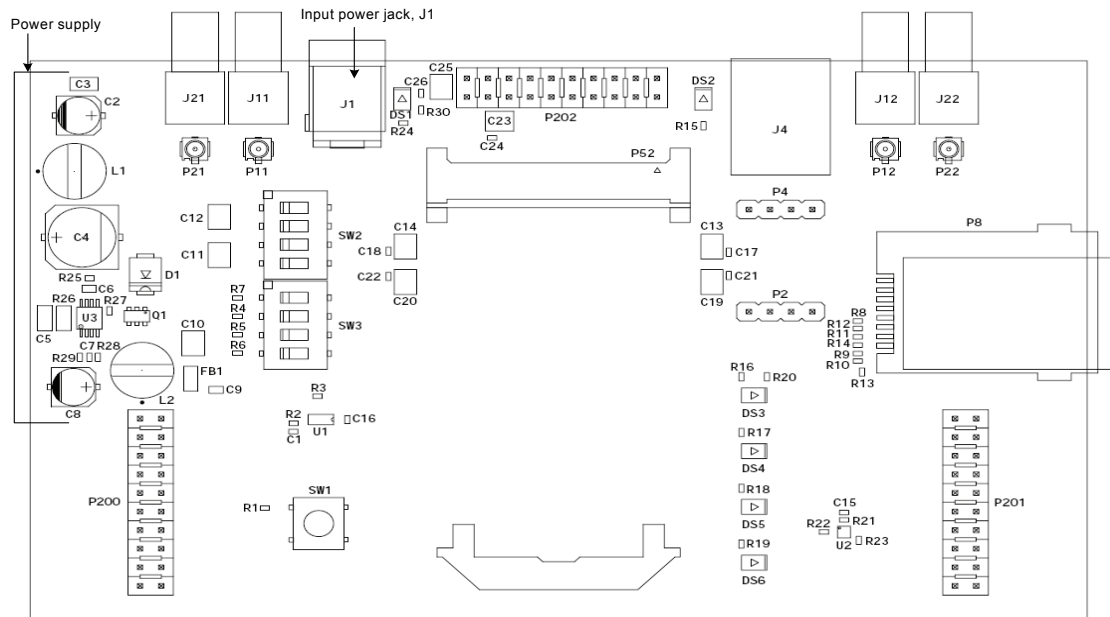 Input power jack, J1
Power supply
C3
C2
J21
J11
J1
C25
C26
R30
DS1
R24
C23
C24
P202
DS2
R15
J4
J12
J22
P21
P11
P12
P22
L1
P52
P4
C12
C14
C13
P8
C4
SW2
C18
C17
C11
R25
D1
C22
C21
C6
C20
C19
R26
R27
R7
P2
U3
Q1
R4
SW3
R8
R12
C5
R5
R11
C10
R14
C7
R28
R6
R9
R29
R10
FB1
R13
R16
R20
C9
R3
C8
L2
DS3
R2
C16
C1
U1
R17
DS4
P200
SW1
R18
P201
R1
C15
DS5
R21
R22
U2
R23
R19
DS6